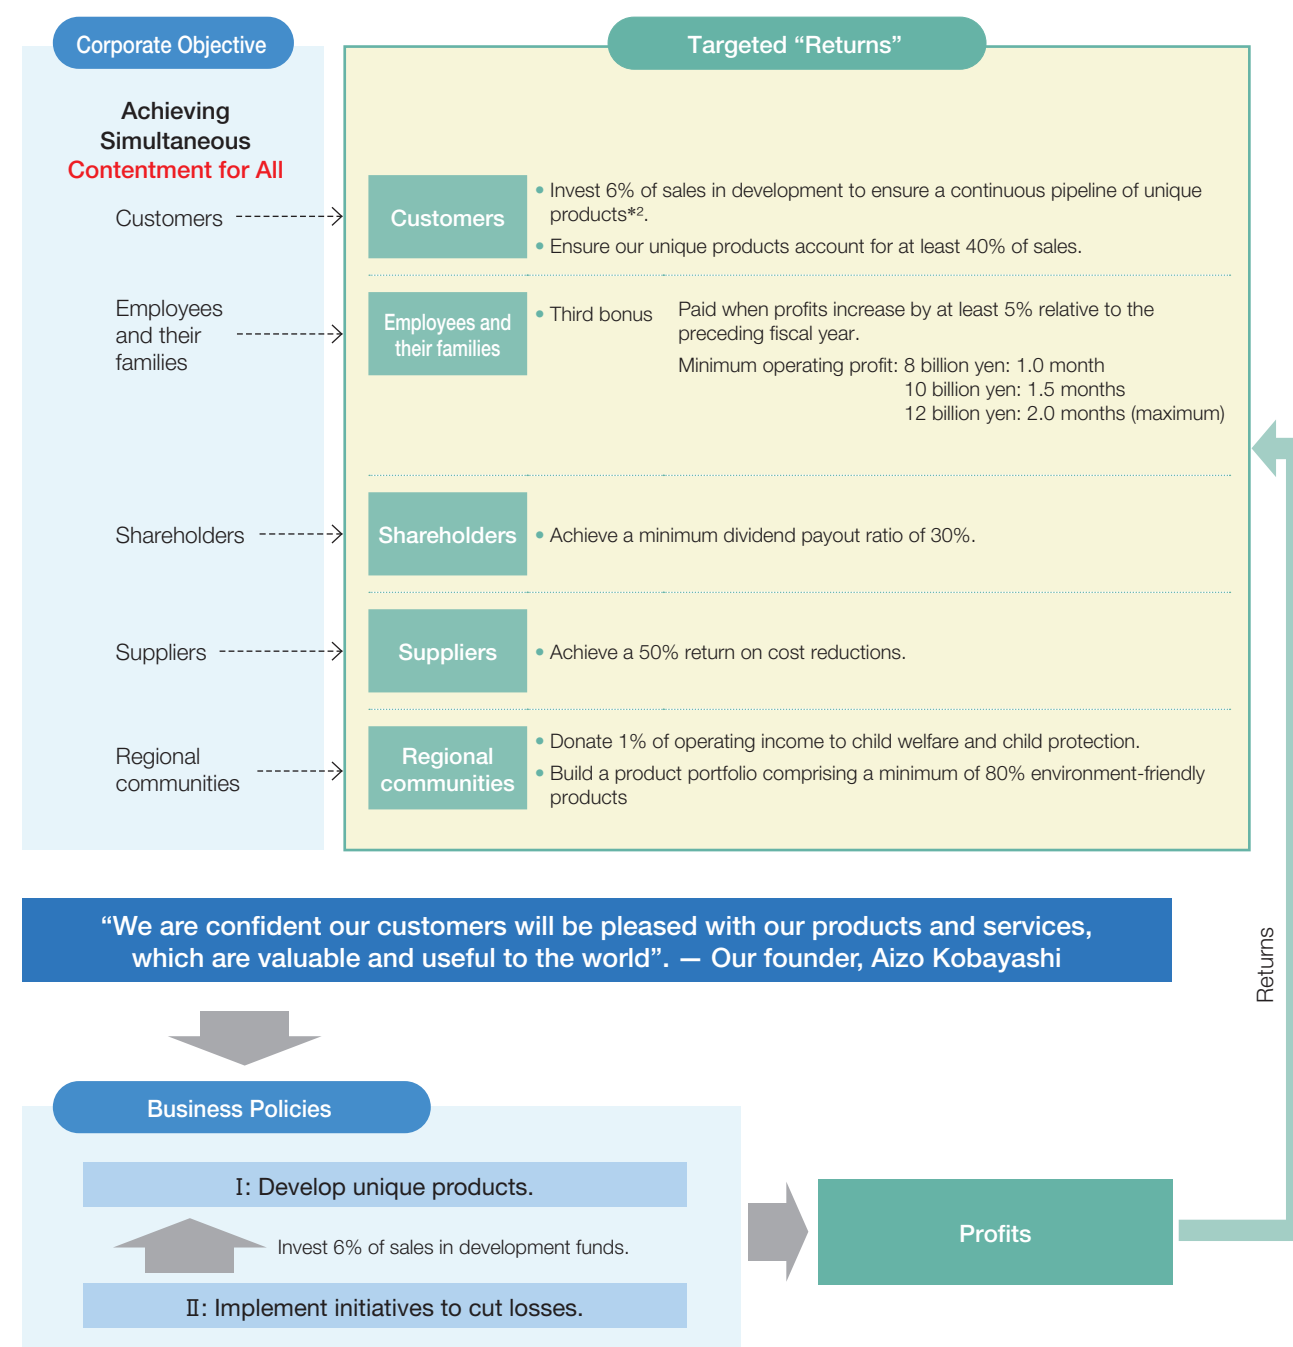 Corporate Objective
Targeted “Returns”
Achieving
Simultaneous
Contentment for All
Customers
Employees
and their
families
Shareholders
Suppliers
Regional
communities
Customers
• Invest 6% of sales in development to ensure a continuous pipeline of unique
products*2.
• Ensure our unique products account for at least 40% of sales.
Employees and
their families
• Third bonus
Paid when profits increase by at least 5% relative to the
preceding fiscal year.
Minimum operating profit: 8 billion yen: 1.0 month
10 billion yen: 1.5 months
12 billion yen: 2.0 months (maximum)
Shareholders
• Achieve a minimum dividend payout ratio of 30%.
Suppliers
• Achieve a 50% return on cost reductions.
Regional
communities
• Donate 1% of operating income to child welfare and child protection.
• Build a product portfolio comprising a minimum of 80% environment-friendly
products
“We are confident our customers will be pleased with our products and services,
which are valuable and useful to the world”. — Our founder, Aizo Kobayashi
Returns
Business Policies
Ⅰ: Develop unique products.
Invest 6% of sales in development funds.
Ⅱ: Implement initiatives to cut losses.
Profits